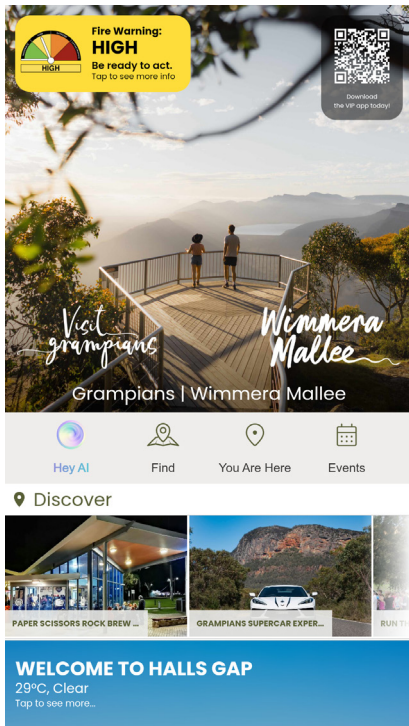 Fire Warning:
HIGH
Be ready to act.
Tap to see more info
HIGH
Download
the VIP app today!
Visit
grampians
Wimmera
Mallee
Grampians | Wimmera Mallee
Hey AI
Find
You Are Here
Events
Discover
PAPER SCISSORS ROCK BREW ...
GRAMPIANS SUPERCAR EXPER...
RUN TH
WELCOME TO HALLS GAP
29°C, Clear
Tap to see more...